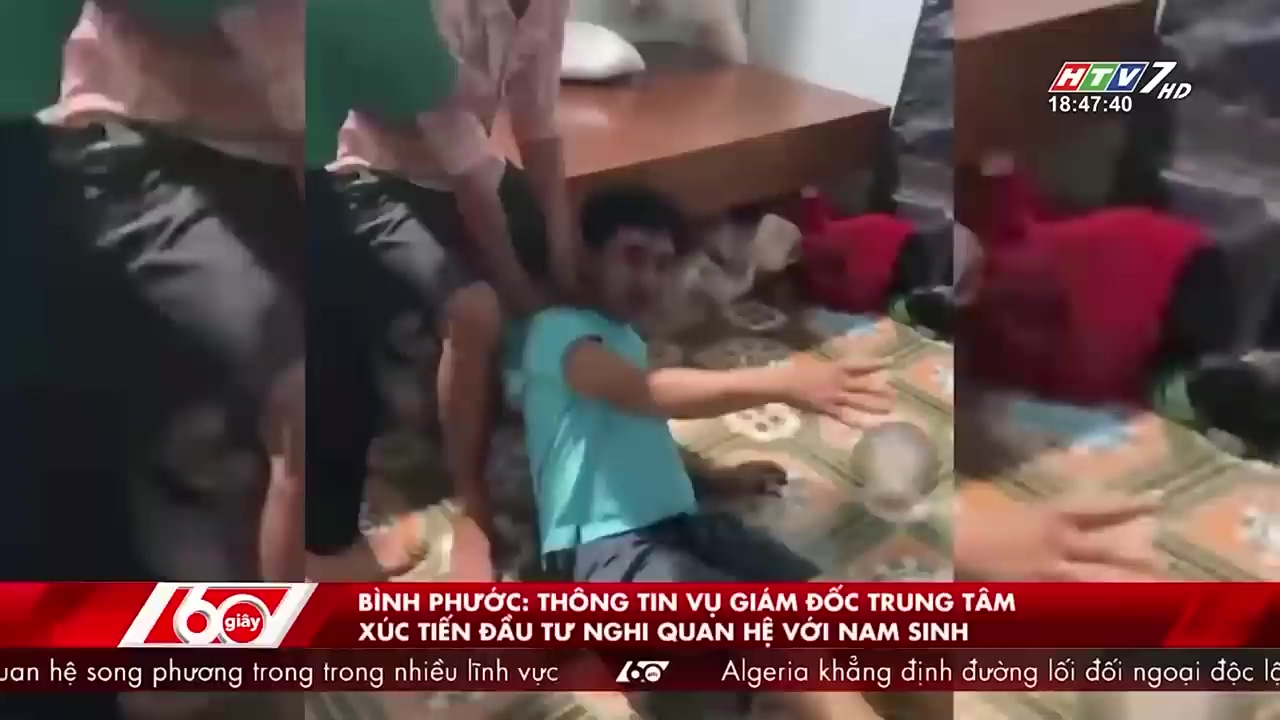 HTV7 HD
18:47:40
60 giây
BÌNH PHƯỚC: THÔNG TIN VỤ GIÁM ĐỐC TRUNG TÂM
XÚC TIẾN ĐẦU TƯ NGHI QUAN HỆ VỚI NAM SINH
uan hệ song phương trong trong nhiều lĩnh vực 60 giây Algeria khẳng định đường lối đối ngoại độc lậ